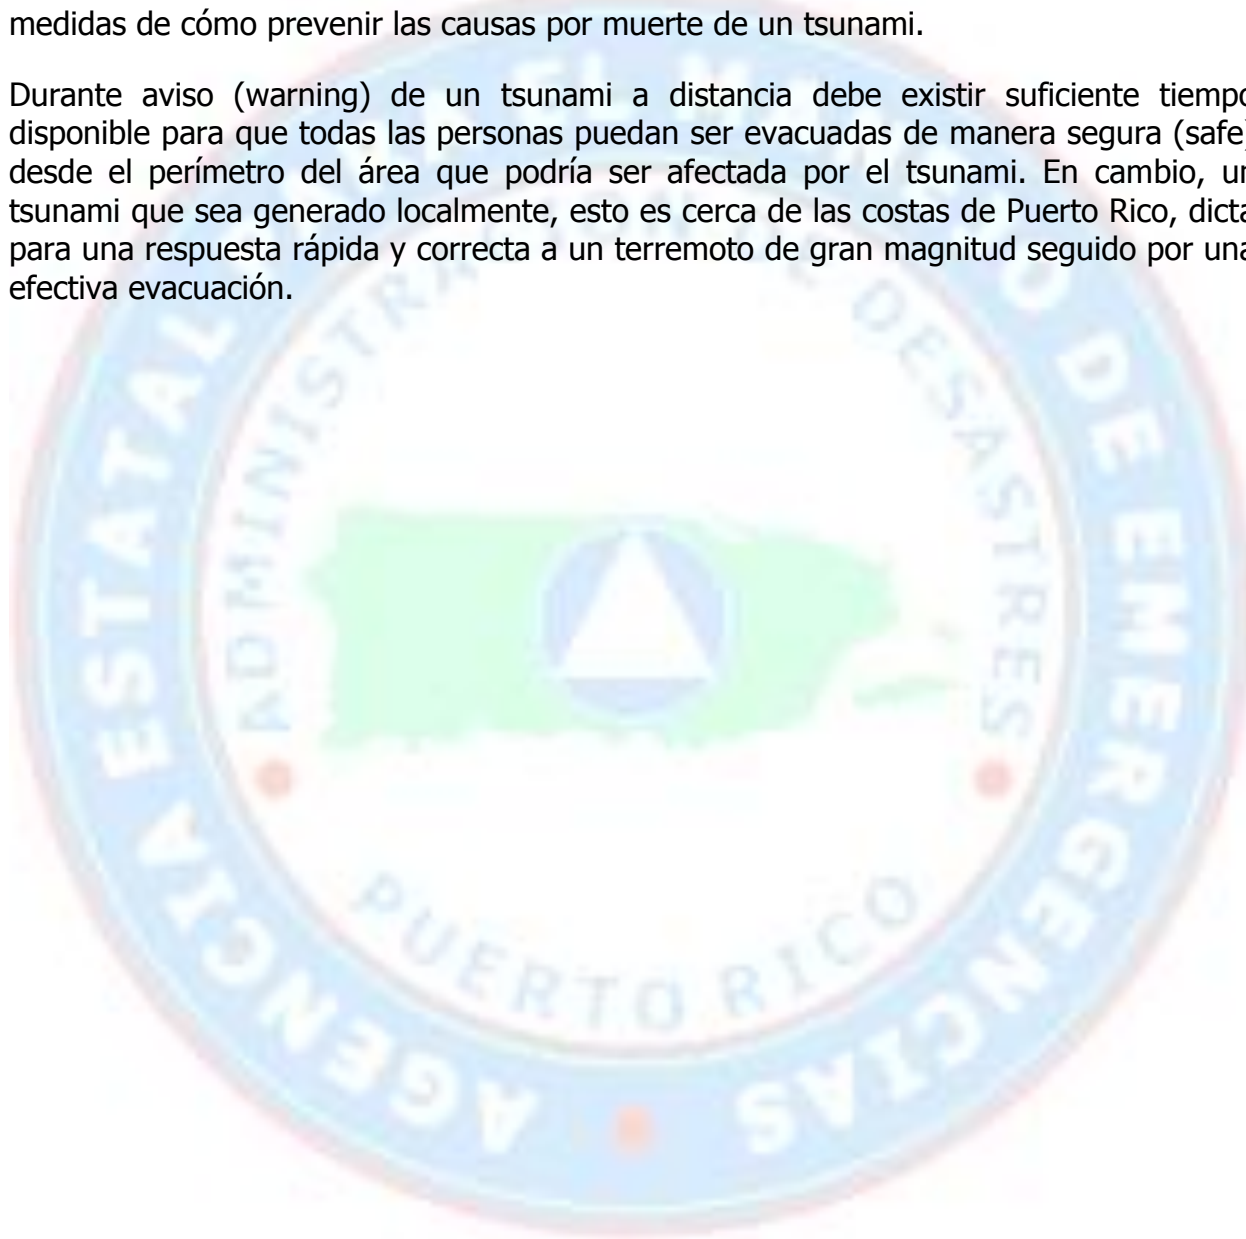 medidas de cómo prevenir las causas por muerte de un tsunami.
Durante aviso (warning) de un tsunami a distancia debe existir suficiente tiempo
disponible para que todas las personas puedan ser evacuadas de manera segura (safe)
desde el perímetro del área que podría ser afectada por el tsunami. En cambio, un
tsunami que sea generado localmente, esto es cerca de las costas de Puerto Rico, dicta
para una respuesta rápida y correcta a un terremoto de gran magnitud seguido por una
efectiva evacuación.
AGENCIA ESTATAL PARA EL MANEJO DE EMERGENCIAS
ADMINISTRACION DE DESASTRES
PUERTO RICO